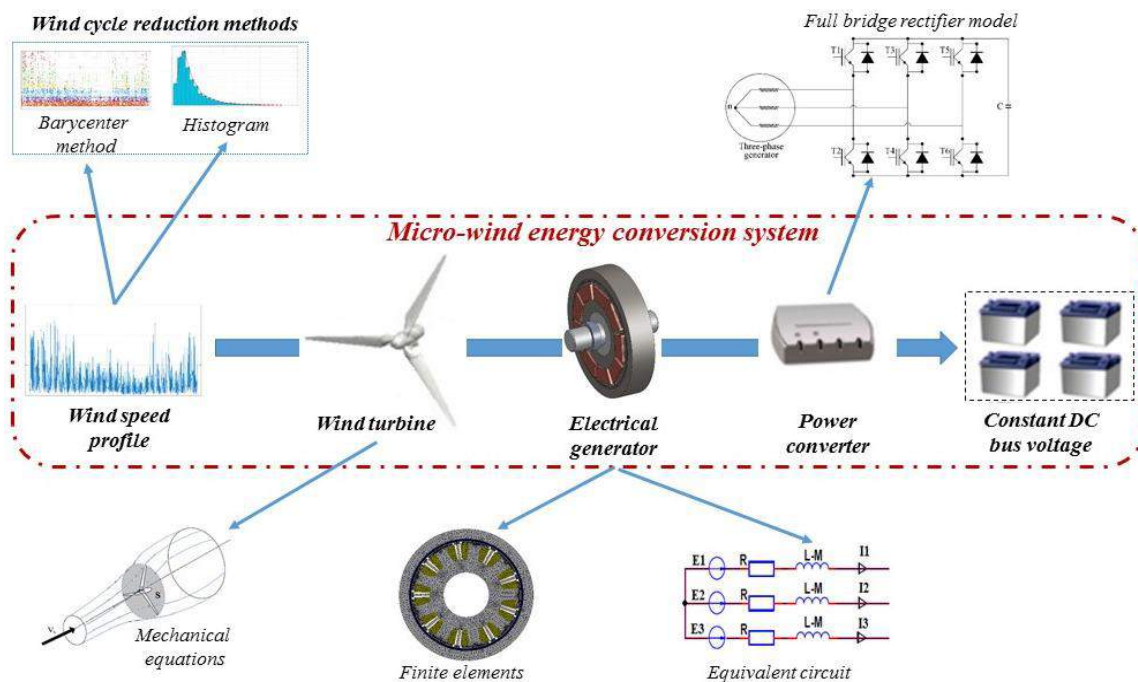 Wind cycle reduction methods
Barycenter
method
Histogram
Full bridge rectifier model
T1
T3
T5
n
C
Three-phase
generator
T2
T4
T6
Micro-wind energy conversion system
Wind speed
profile
Wind turbine
Electrical
generator
Power
converter
Constant DC
bus voltage
S
Mechanical
equations
Finite elements
E1 R L-M I1
E2 R L-M I2
E3 R L-M I3
Equivalent circuit